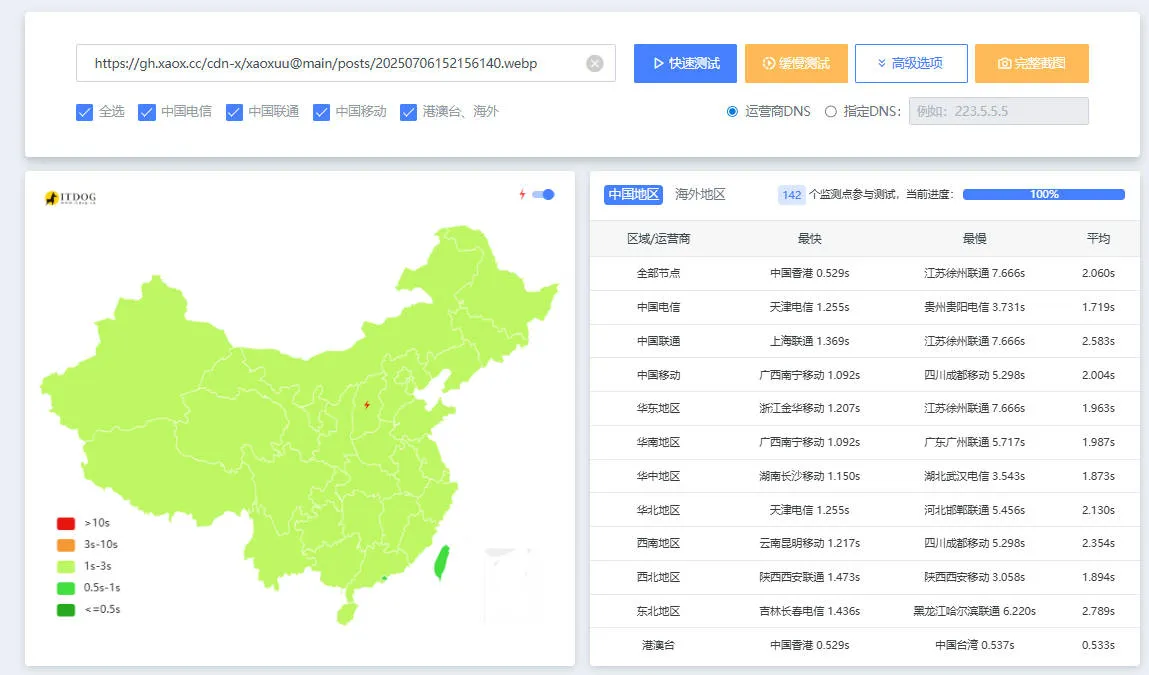 https://gh.xaox.cc/cdn-x/xaoxuu@main/posts/20250706152156140.webp
快速测试 缓慢测试 高级选项 完整截图
全选 中国电信 中国联通 中国移动 港澳台、海外
运营商DNS 指定DNS: 例如: 223.5.5.5
ITDOG
>10s
3s-10s
1s-3s
0.5s-1s
<=0.5s
中国地区 海外地区 142 个监测点参与测试, 当前进度: 100%
区域/运营商 最快 最慢 平均
全部节点 中国香港 0.529s 江苏徐州联通 7.666s 2.060s
中国电信 天津电信 1.255s 贵州贵阳电信 3.731s 1.719s
中国联通 上海联通 1.369s 江苏徐州联通 7.666s 2.583s
中国移动 广西南宁移动 1.092s 四川成都移动 5.298s 2.004s
华东地区 浙江金华移动 1.207s 江苏徐州联通 7.666s 1.963s
华南地区 广西南宁移动 1.092s 广东广州联通 5.717s 1.987s
华中地区 湖南长沙移动 1.150s 湖北武汉电信 3.543s 1.873s
华北地区 天津电信 1.255s 河北邯郸联通 5.456s 2.130s
西南地区 云南昆明移动 1.217s 四川成都移动 5.298s 2.354s
西北地区 陕西西安联通 1.473s 陕西西安移动 3.058s 1.894s
东北地区 吉林长春电信 1.436s 黑龙江哈尔滨联通 6.220s 2.789s
港澳台 中国香港 0.529s 中国台湾 0.537s 0.533s